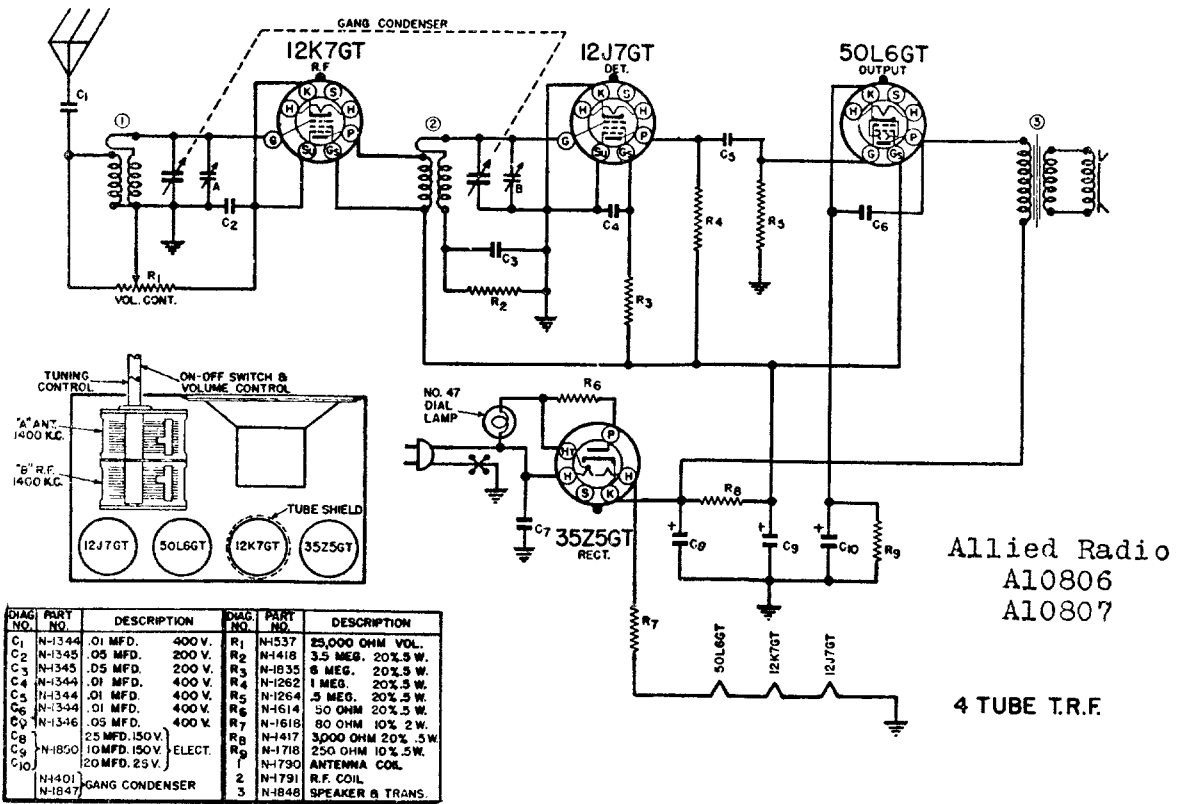 GANG CONDENSER
12K7GT
R.F
12J7GT
DET.
50L6GT
OUTPUT
C1
1
K S
H H
G P
Su Gs
A
C2
R1
VOL. CONT.
2
K S
H H
G P
Su Gs
B
C3
R2
C4
R3
C5
R4
R5
K S
H H
P
G Gs
C6
3
TUNING CONTROL
ON-OFF SWITCH &
VOLUME CONTROL
"A" ANT.
1400 K.C.
"B" R.F.
1400 K.C.
TUBE SHIELD
12J7GT
50L6GT
12K7GT
35Z5GT
NO. 47
DIAL
LAMP
R6
P
HT
H H
S K
35Z5GT
RECT.
C7
R8
+ C8
C9
+ C10
R9
R7
50L6GT
12K7GT
12J7GT
Allied Radio
A10806
A10807
4 TUBE T.R.F.
DIAG. NO. PART NO. DESCRIPTION DIAG. NO. PART NO. DESCRIPTION
C1 N-1344 .01 MFD. 400 V. R1 N-1537 25,000 OHM VOL.
C2 N-1345 .05 MFD. 200 V. R2 N-1418 3.5 MEG. 20% .5 W.
C3 N-1345 .05 MFD. 200 V. R3 N-1835 6 MEG. 20% .5 W.
C4 N-1344 .01 MFD. 400 V. R4 N-1262 1 MEG. 20% .5 W.
C5 N-1344 .01 MFD. 400 V. R5 N-1264 .5 MEG. 20% .5 W.
C6 N-1344 .01 MFD. 400 V. R6 N-1614 50 OHM 20% .5 W.
C7 N-1346 .05 MFD. 400 V. R7 N-1618 80 OHM 10% 2 W.
C8 25 MFD. 150 V. R8 N-1417 3,000 OHM 20% .5W.
C9 N-1850 10 MFD. 150 V. ELECT. R9 N-1718 250 OHM 10% .5W.
C10 20 MFD. 25 V. 1 N-1790 ANTENNA COIL
N-1401 2 N-1791 R.F. COIL
N-1847 GANG CONDENSER 3 N-1848 SPEAKER & TRANS.